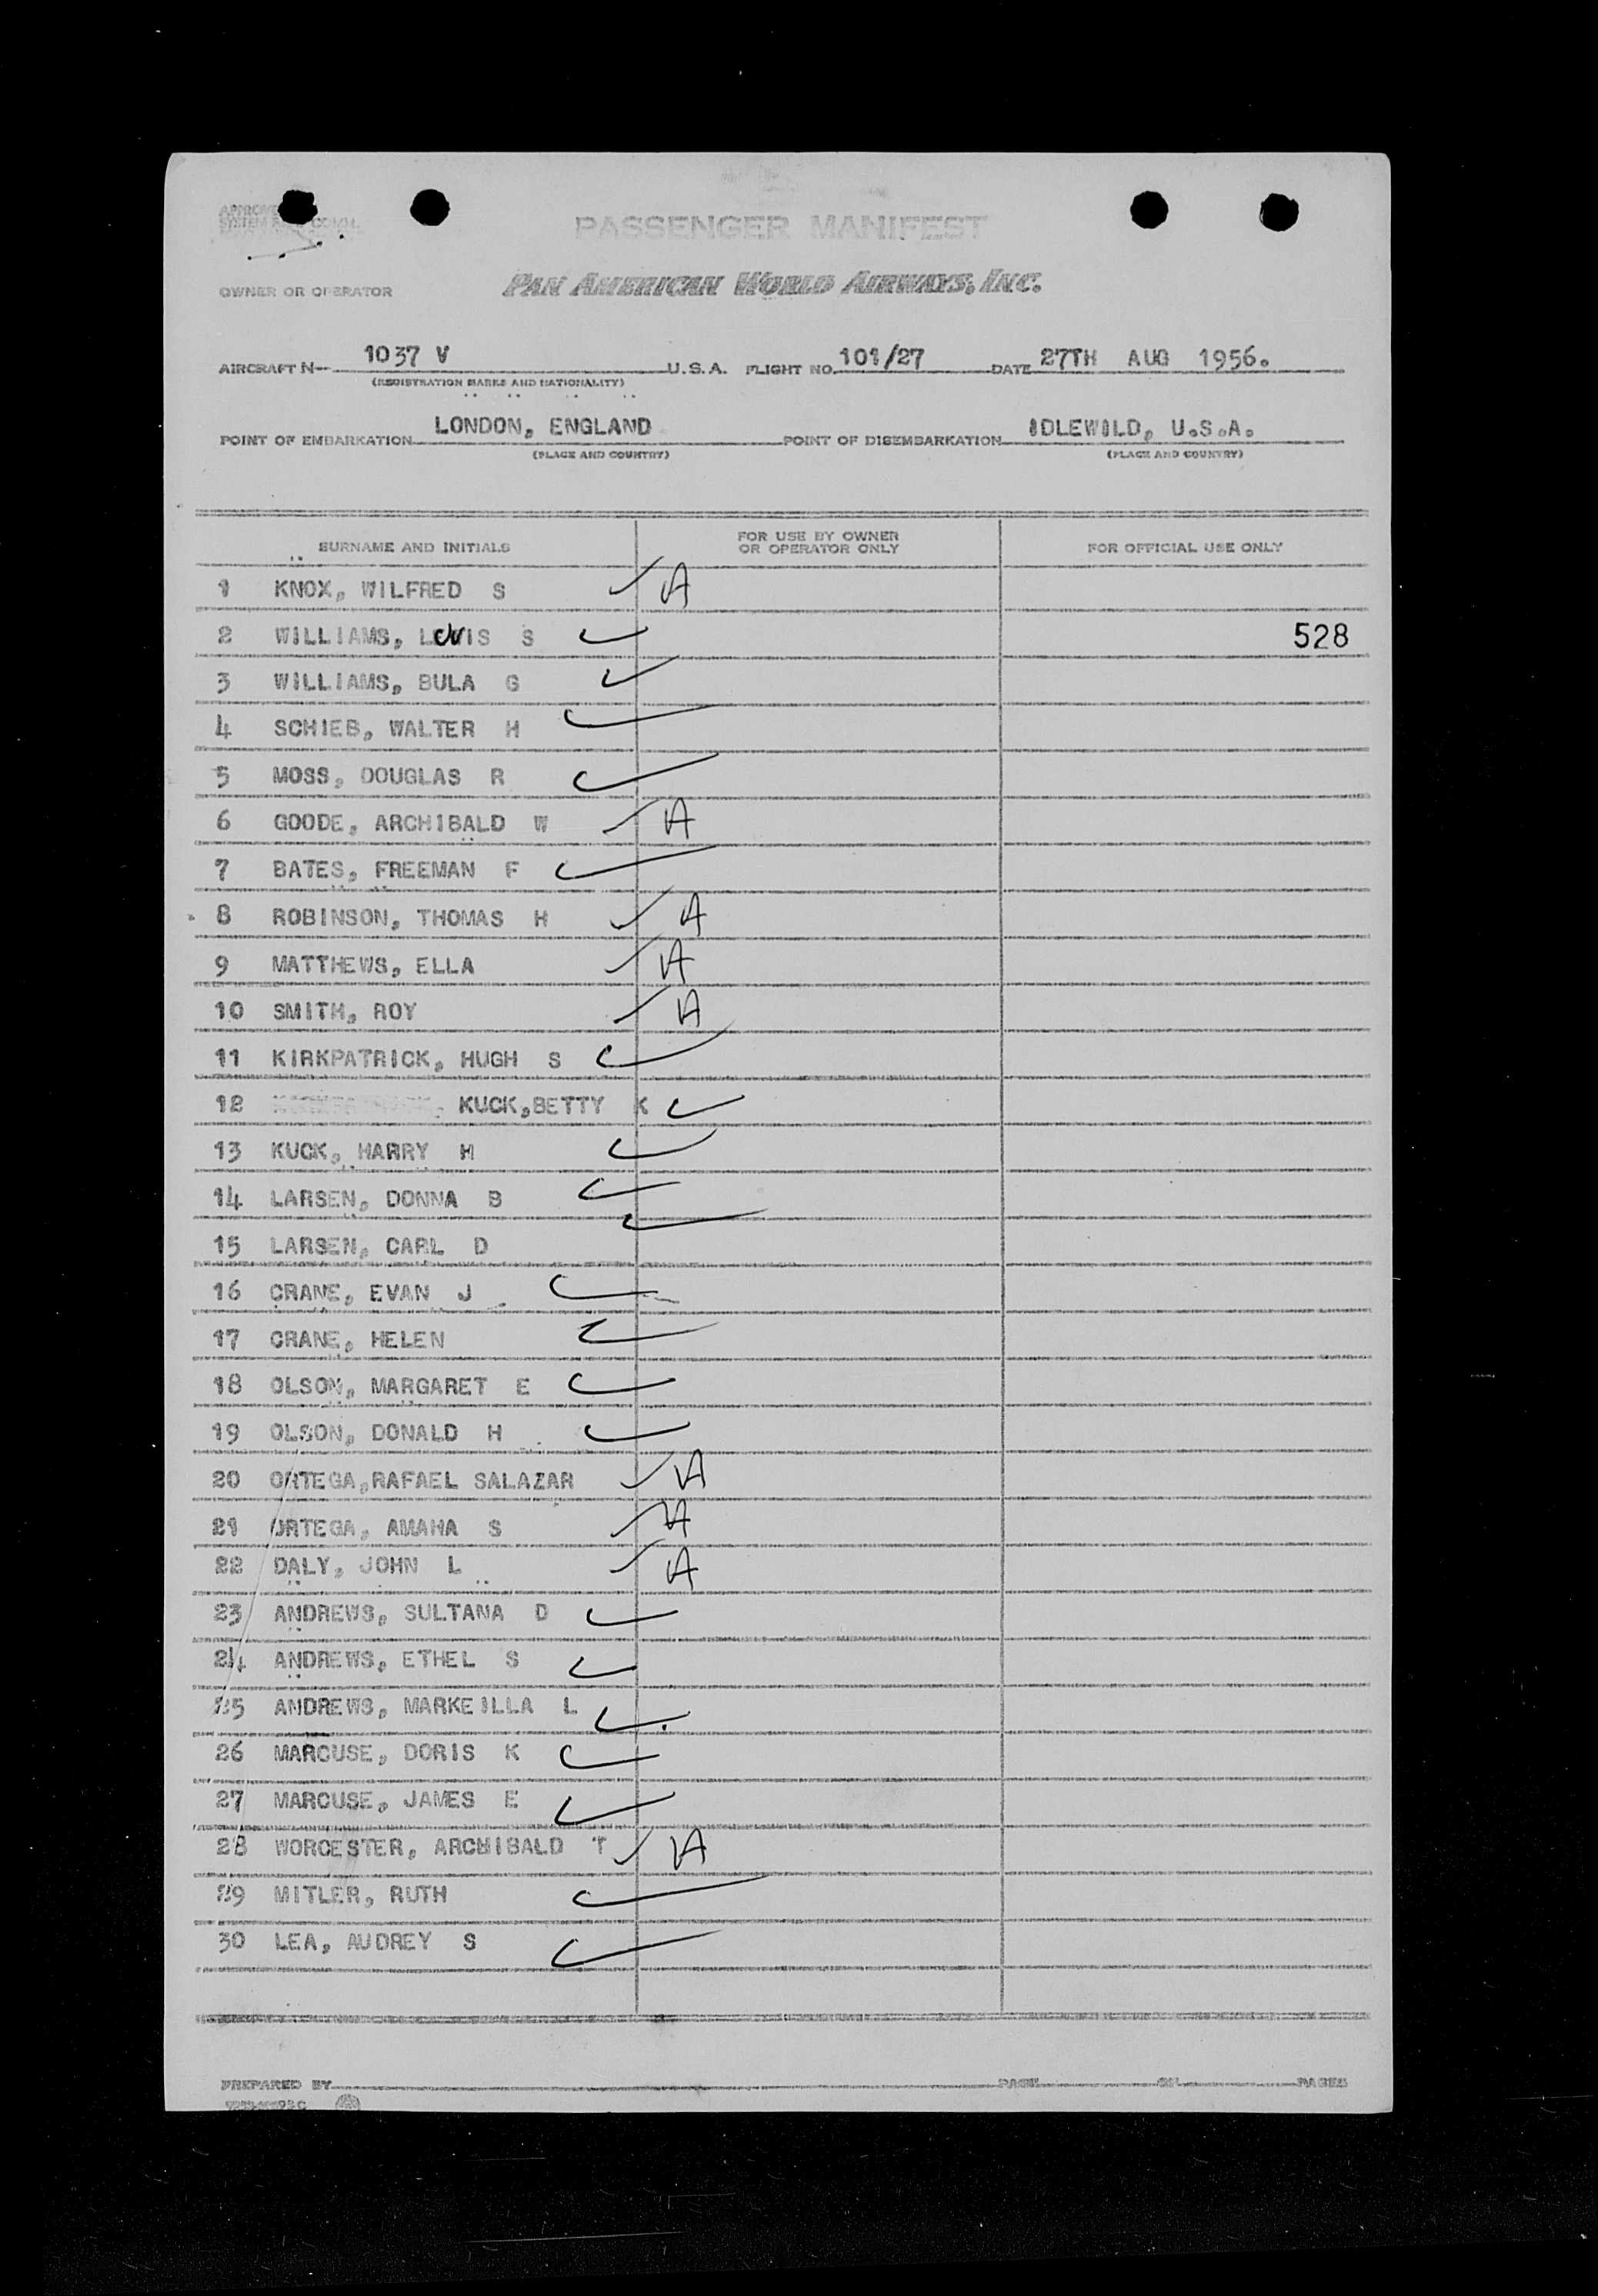 PASSENGER MANIFEST
OWNER OR OPERATOR PAN AMERICAN WORLD AIRWAYS, INC.
AIRCRAFT N- 1037 V U.S.A. FLIGHT NO. 101/27 DATE 27TH AUG 1956.
(REGISTRATION MARKS AND NATIONALITY)
POINT OF EMBARKATION LONDON, ENGLAND POINT OF DISEMBARKATION IDLEWILD, U.S.A.
(PLACE AND COUNTRY) (PLACE AND COUNTRY)
SURNAME AND INITIALS FOR USE BY OWNER OR OPERATOR ONLY FOR OFFICIAL USE ONLY
1 KNOX, WILFRED S ✓ A
2 WILLIAMS, LOUIS S ✓ 528
3 WILLIAMS, BULA G ✓
4 SCHIEB, WALTER H ✓
5 MOSS, DOUGLAS R ✓
6 GOODE, ARCHIBALD W ✓ A
7 BATES, FREEMAN F ✓
8 ROBINSON, THOMAS H ✓ A
9 MATTHEWS, ELLA ✓ A
10 SMITH, ROY ✓ A
11 KIRKPATRICK, HUGH S ✓
12 KUCK,BETTY K ✓
13 KUCK, HARRY H ✓
14 LARSEN, DONNA B ✓
15 LARSEN, CARL D ✓
16 CRANE, EVAN J ✓
17 CRANE, HELEN ✓
18 OLSON, MARGARET E ✓
19 OLSON, DONALD H ✓
20 ORTEGA,RAFAEL SALAZAR ✓ A
21 ORTEGA, AMAHA S ✓ A
22 DALY, JOHN L ✓ A
23 ANDREWS, SULTANA D ✓
24 ANDREWS, ETHEL S ✓
25 ANDREWS, MARKEILLA L ✓
26 MARCUSE, DORIS K ✓
27 MARCUSE, JAMES E ✓
28 WORCESTER, ARCHIBALD T ✓ A
29 MITLER, RUTH ✓
30 LEA, AUDREY S ✓
PREPARED BY PAGE OF PAGES